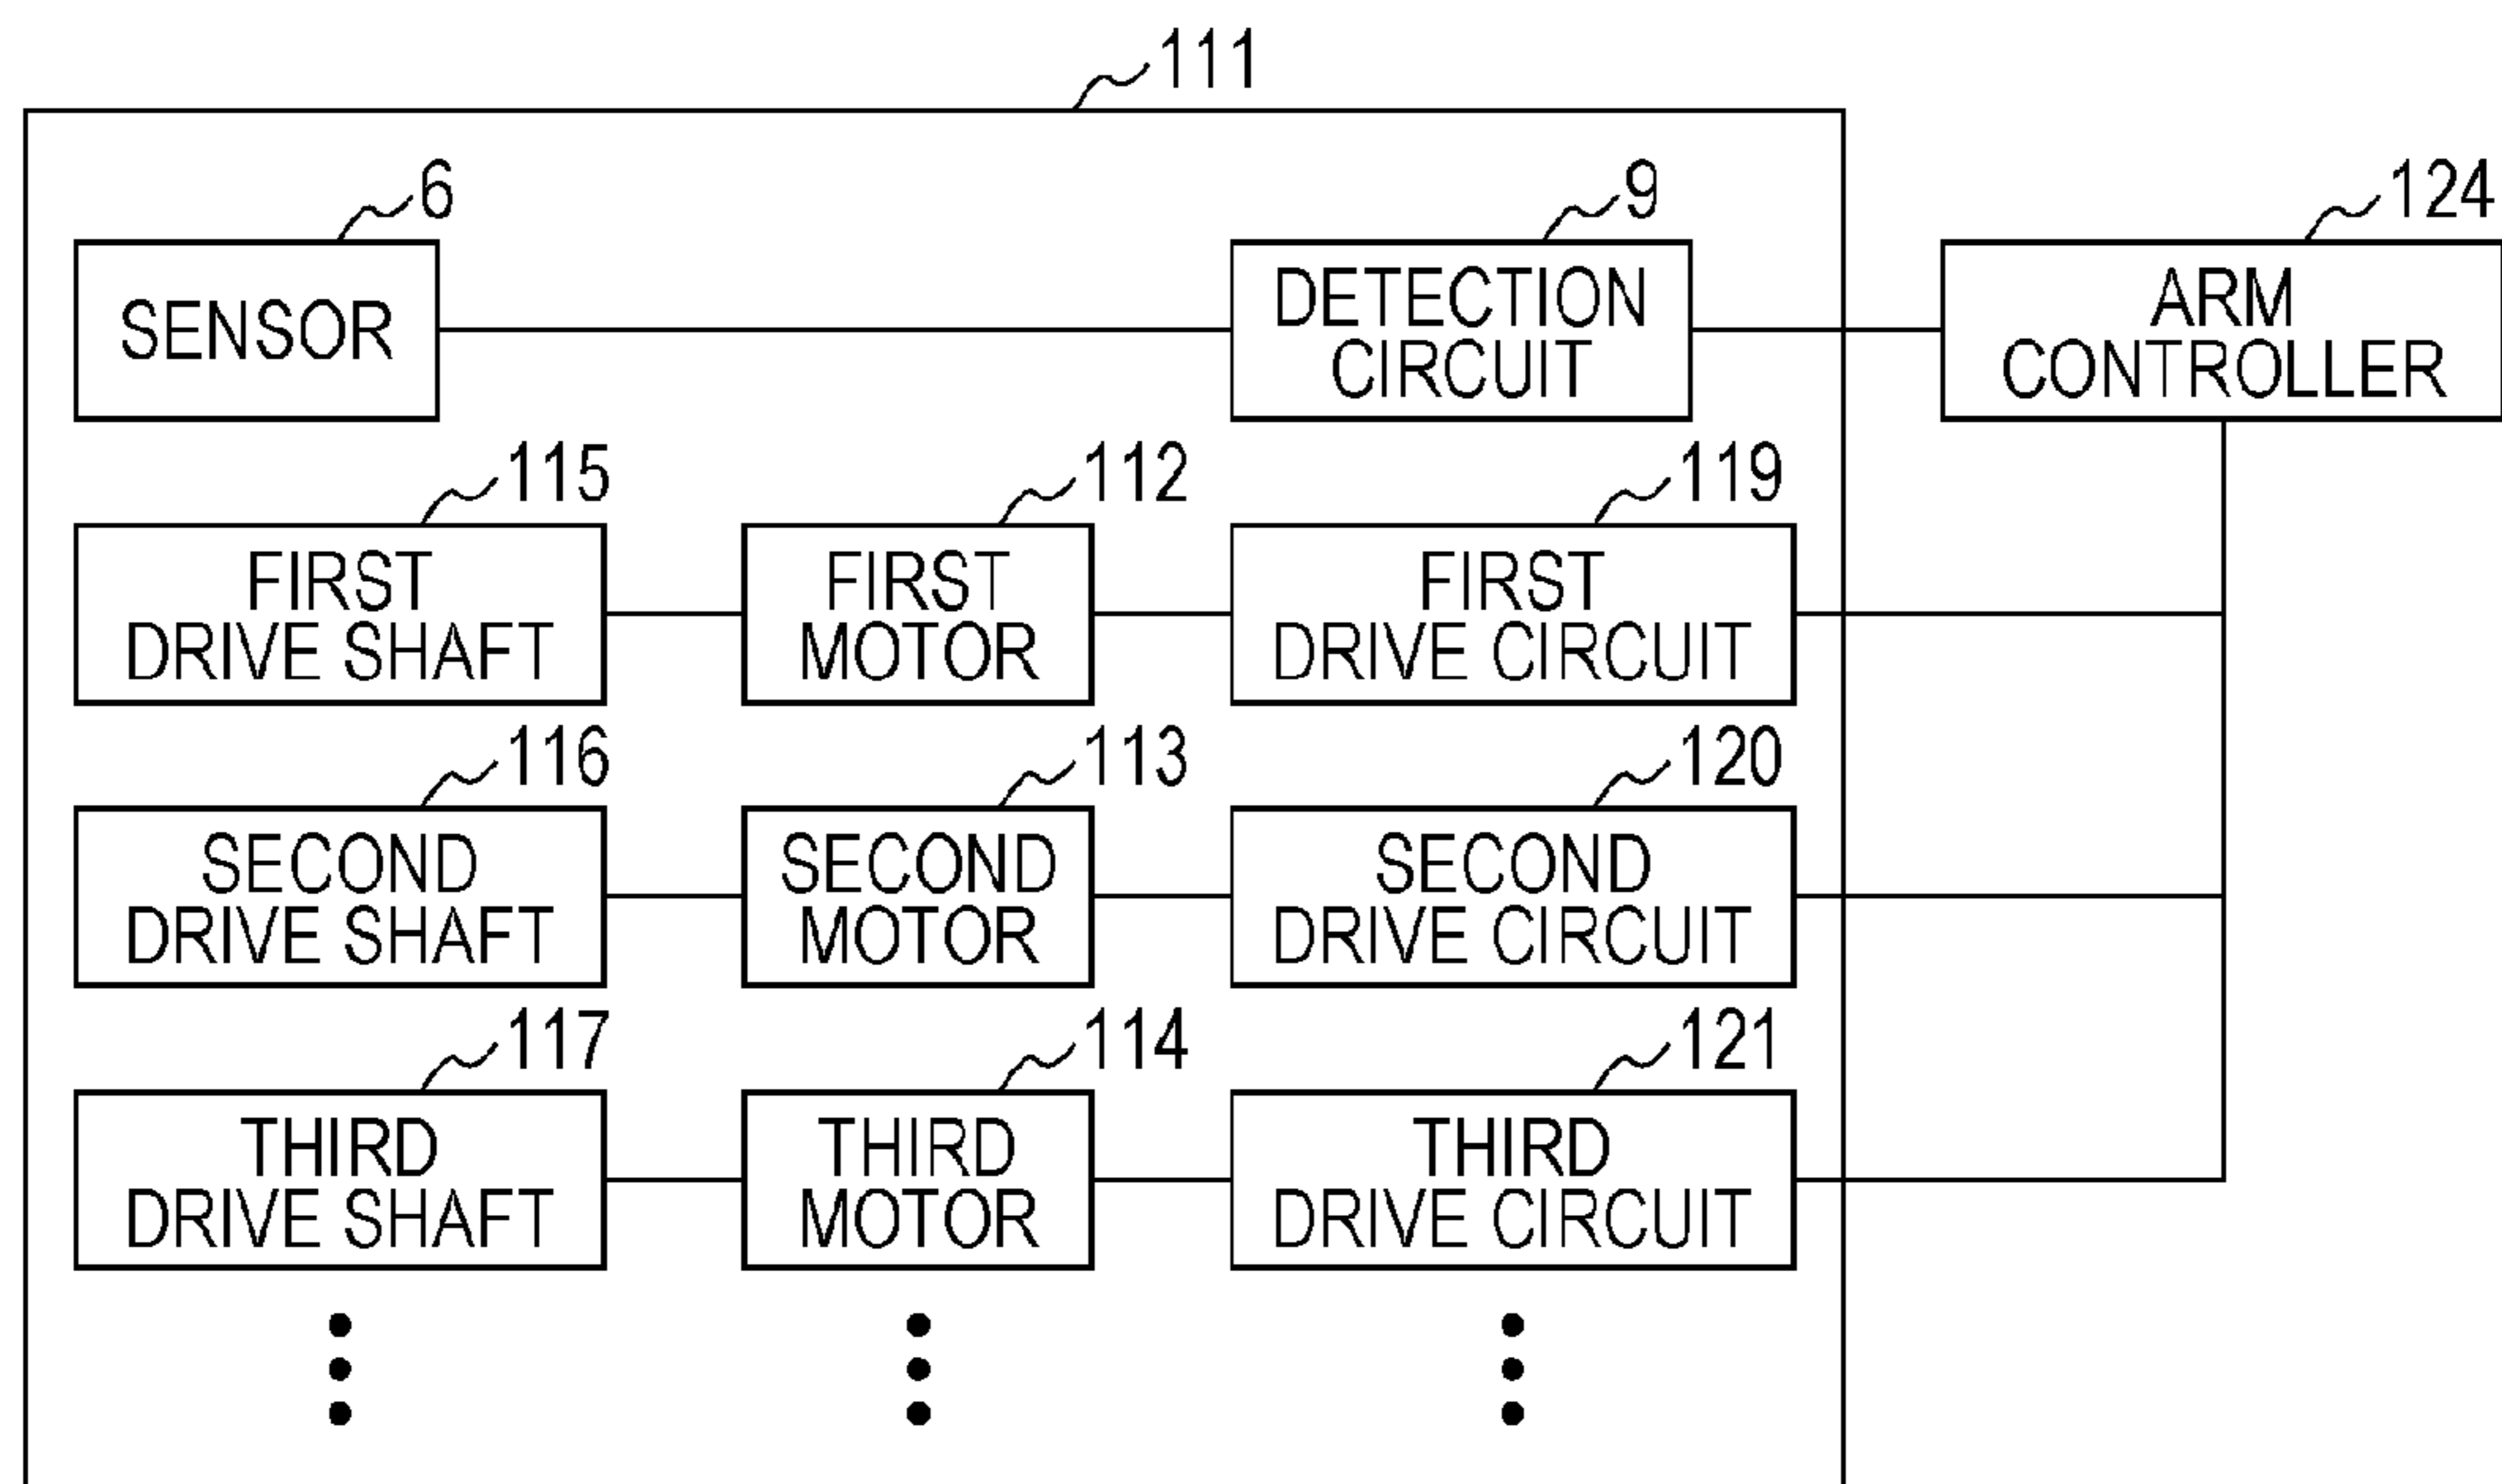 111
6
9
124
SENSOR
DETECTION
CIRCUIT
ARM
CONTROLLER
115
112
119
FIRST
DRIVE SHAFT
FIRST
MOTOR
FIRST
DRIVE CIRCUIT
116
113
120
SECOND
DRIVE SHAFT
SECOND
MOTOR
SECOND
DRIVE CIRCUIT
117
114
121
THIRD
DRIVE SHAFT
THIRD
MOTOR
THIRD
DRIVE CIRCUIT